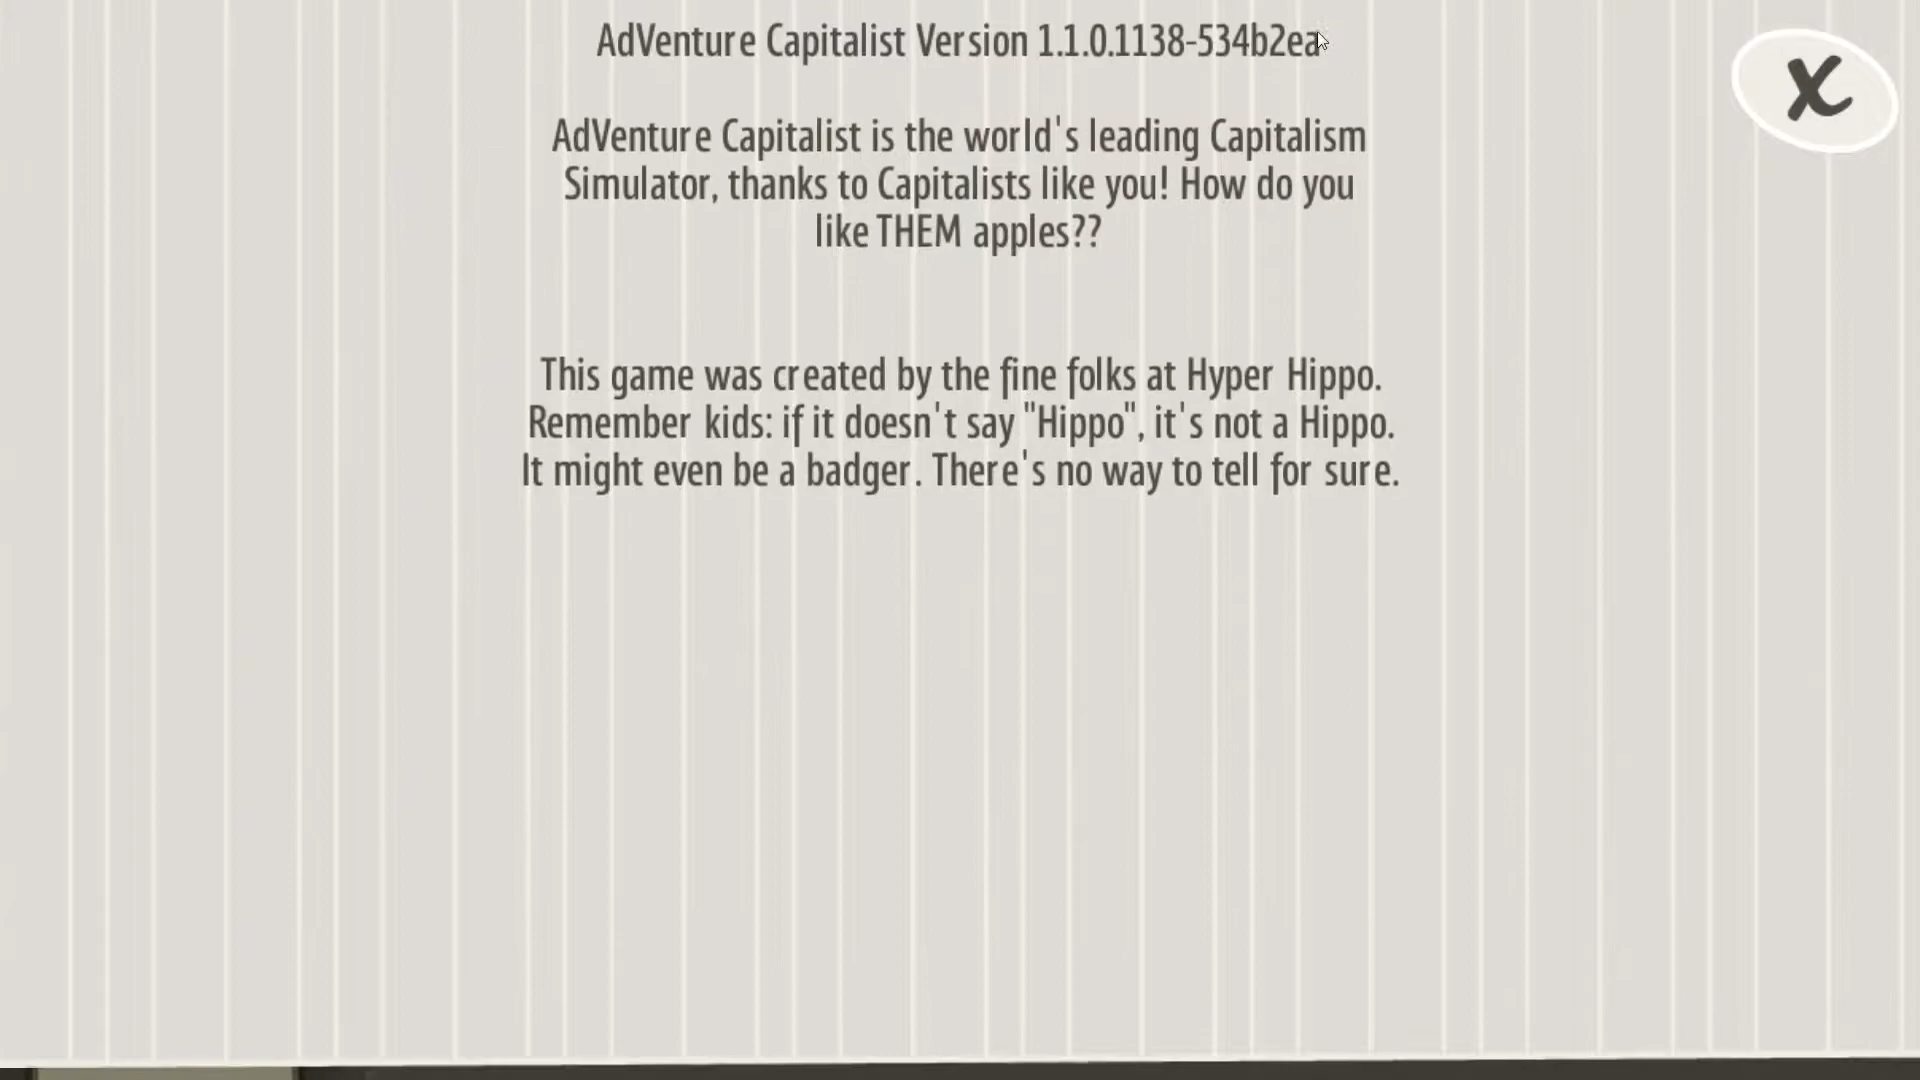 AdVenture Capitalist Version 1.1.0.1138-534b2ea
AdVenture Capitalist is the world's leading Capitalism
Simulator, thanks to Capitalists like you! How do you
like THEM apples??
This game was created by the fine folks at Hyper Hippo.
Remember kids: if it doesn't say "Hippo", it's not a Hippo.
It might even be a badger. There's no way to tell for sure.
X